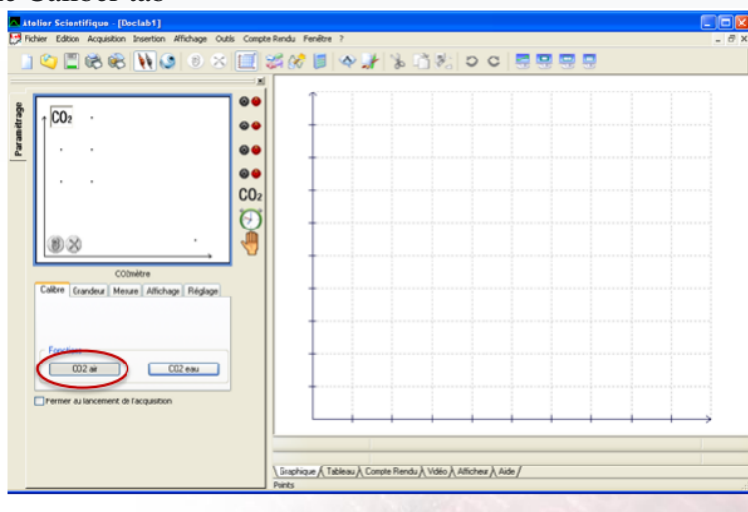 Atelier Scientifique - [Doclab1]
Fichier Edition Acquisition Insertion Affichage Outils Compte Rendu Fenêtre ?
Paramétrage
CO2
CO2
CO2mètre
Calibre Grandeur Mesure Affichage Réglage
CO2 air CO2 eau
Fermer au lancement de l'acquisition
Graphique Tableau Compte Rendu Vidéo Afficheur Aide
Points